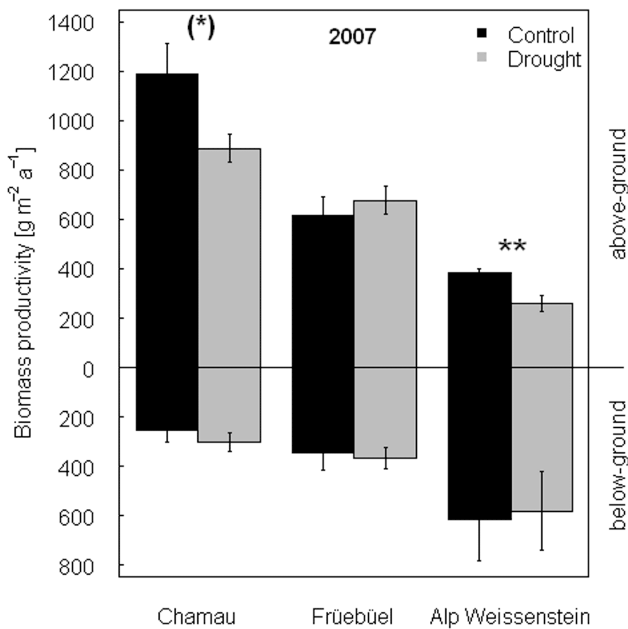 (*)
2007
Control
Drought
1400
1200
1000
800
600
400
200
0
200
400
600
800
Biomass productivity [g m⁻² a⁻¹]
**
above-ground
below-ground
Chamau
Früebüel
Alp Weissenstein